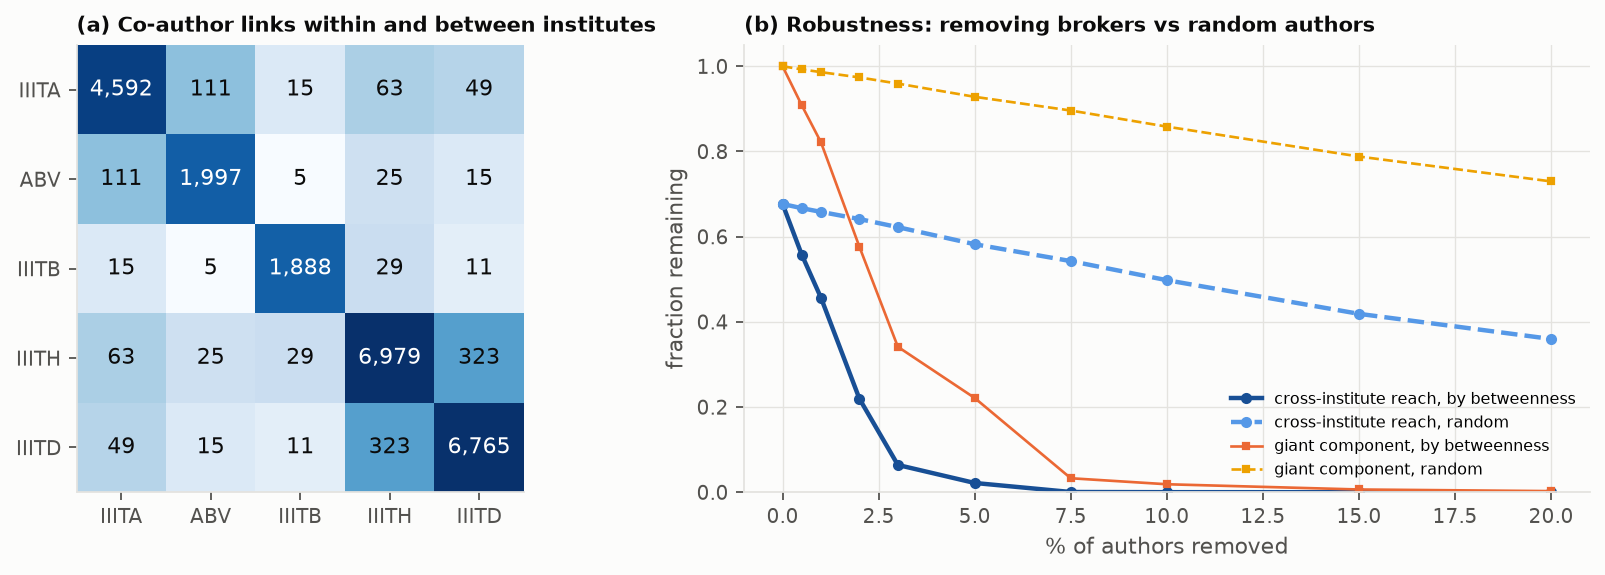 (a) Co-author links within and between institutes
IIITA 4,592 111 15 63 49
ABV 111 1,997 5 25 15
IIITB 15 5 1,888 29 11
IIITH 63 25 29 6,979 323
IIITD 49 15 11 323 6,765
IIITA ABV IIITB IIITH IIITD
(b) Robustness: removing brokers vs random authors
fraction remaining
1.0
0.8
0.6
0.4
0.2
0.0
cross-institute reach, by betweenness
cross-institute reach, random
giant component, by betweenness
giant component, random
0.0 2.5 5.0 7.5 10.0 12.5 15.0 17.5 20.0
% of authors removed